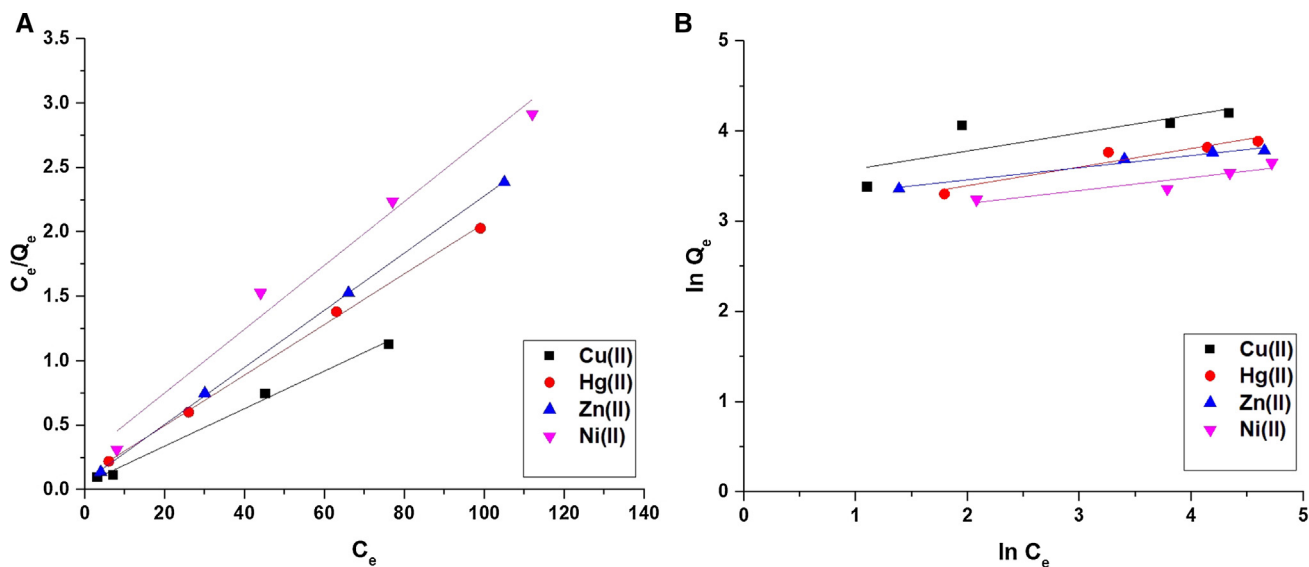 A
3.5
3.0
2.5
2.0
1.5
1.0
0.5
0.0
Ce/Qe
0 20 40 60 80 100 120 140
Ce
Cu(II)
Hg(II)
Zn(II)
Ni(II)
B
5
4
3
2
1
0
ln Qe
0 1 2 3 4 5
ln Ce
Cu(II)
Hg(II)
Zn(II)
Ni(II)